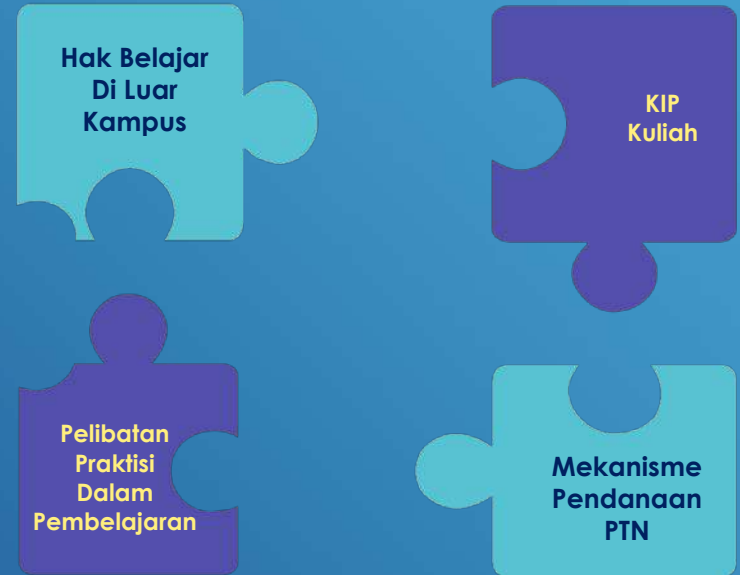 Hak Belajar
Di Luar
Kampus
KIP
Kuliah
Pelibatan
Praktisi
Dalam
Pembelajaran
Mekanisme
Pendanaan
PTN